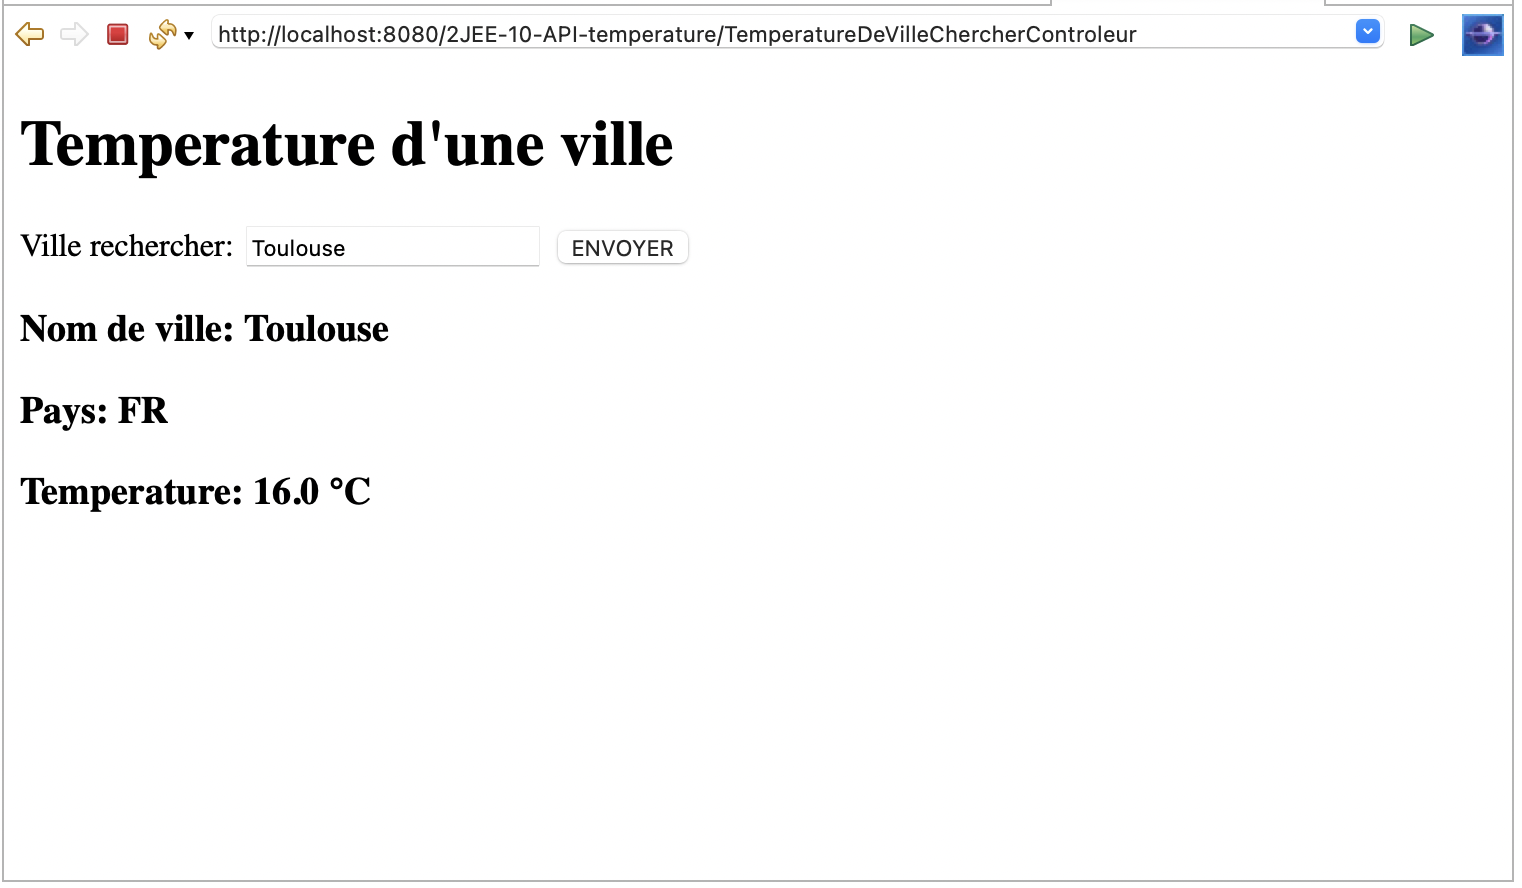 http://localhost:8080/2JEE-10-API-temperature/TemperatureDeVilleChercherControleur
Temperature d'une ville
Ville rechercher: Toulouse ENVOYER
Nom de ville: Toulouse
Pays: FR
Temperature: 16.0 °C